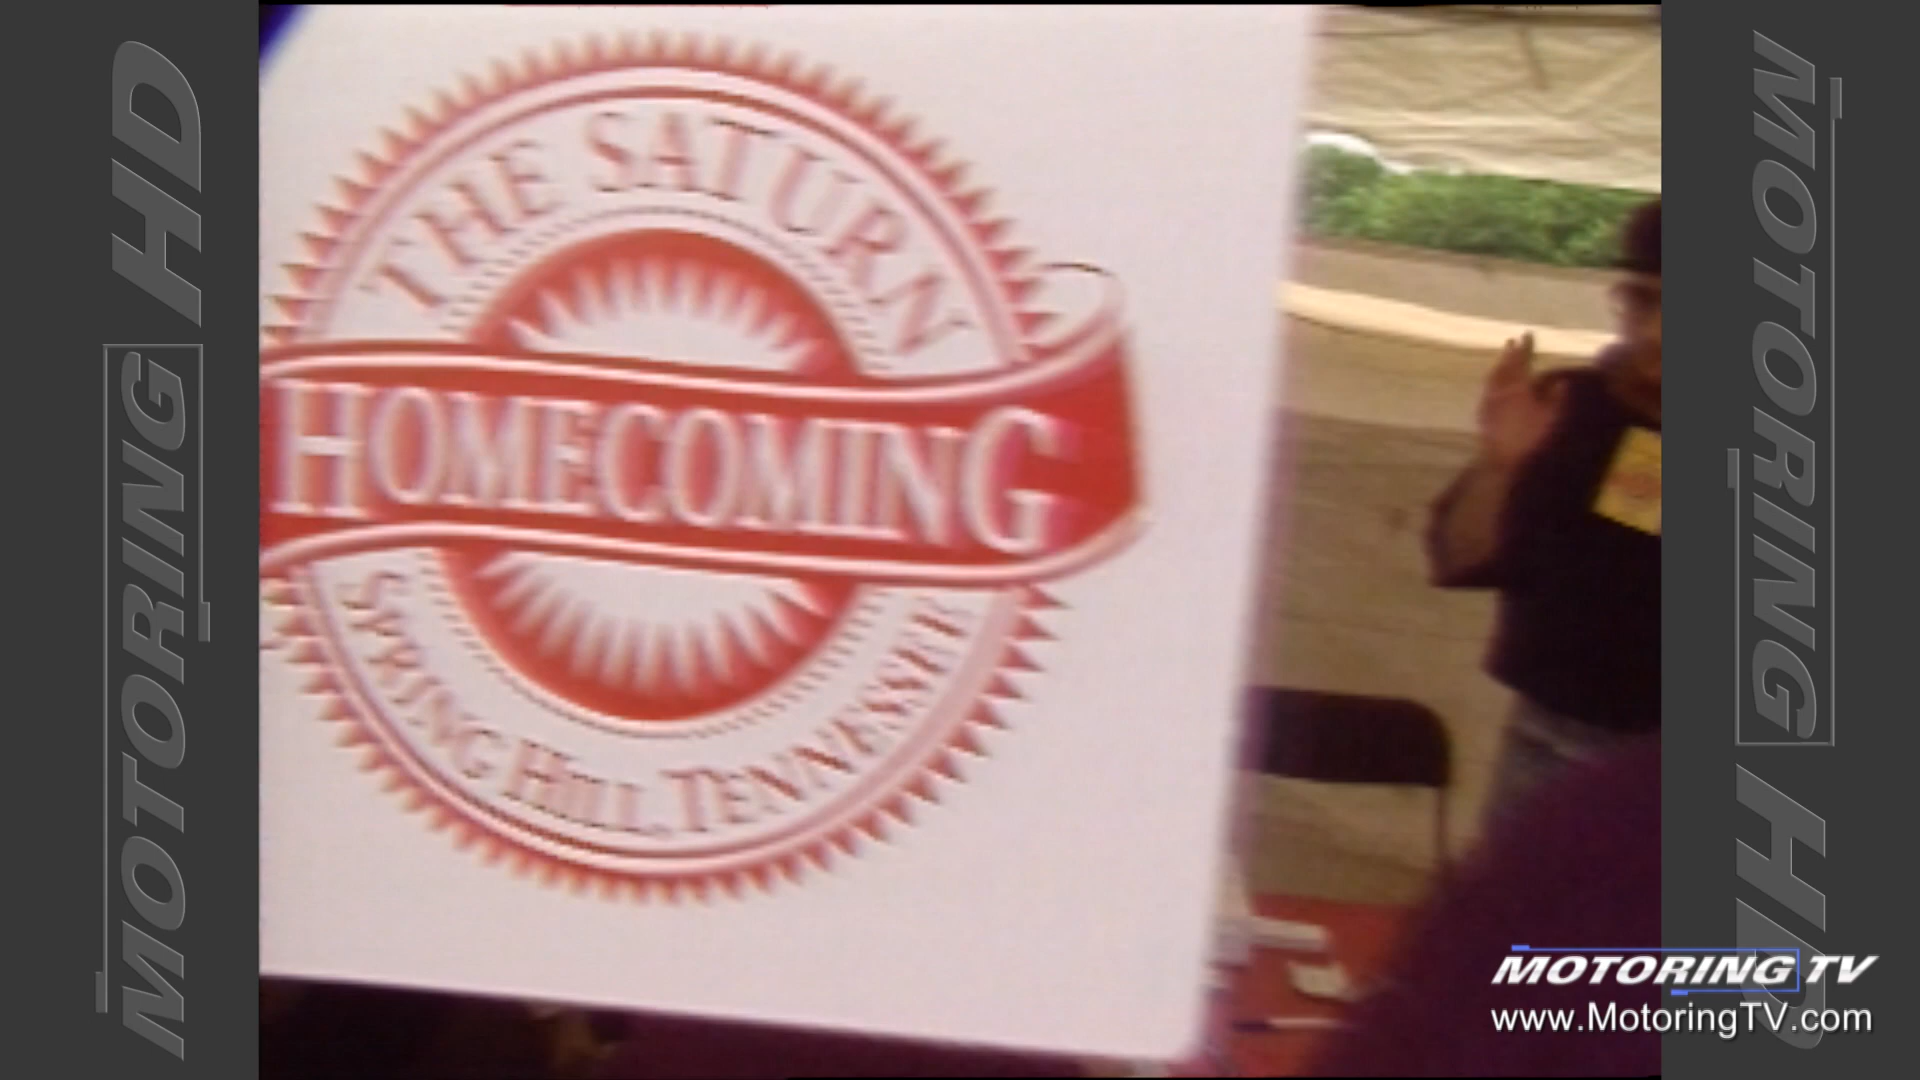 THE SATURN
HOMECOMING
SPRING HILL, TENNESSEE
MOTORING HD
MOTORING HD
MOTORING TV
www.MotoringTV.com